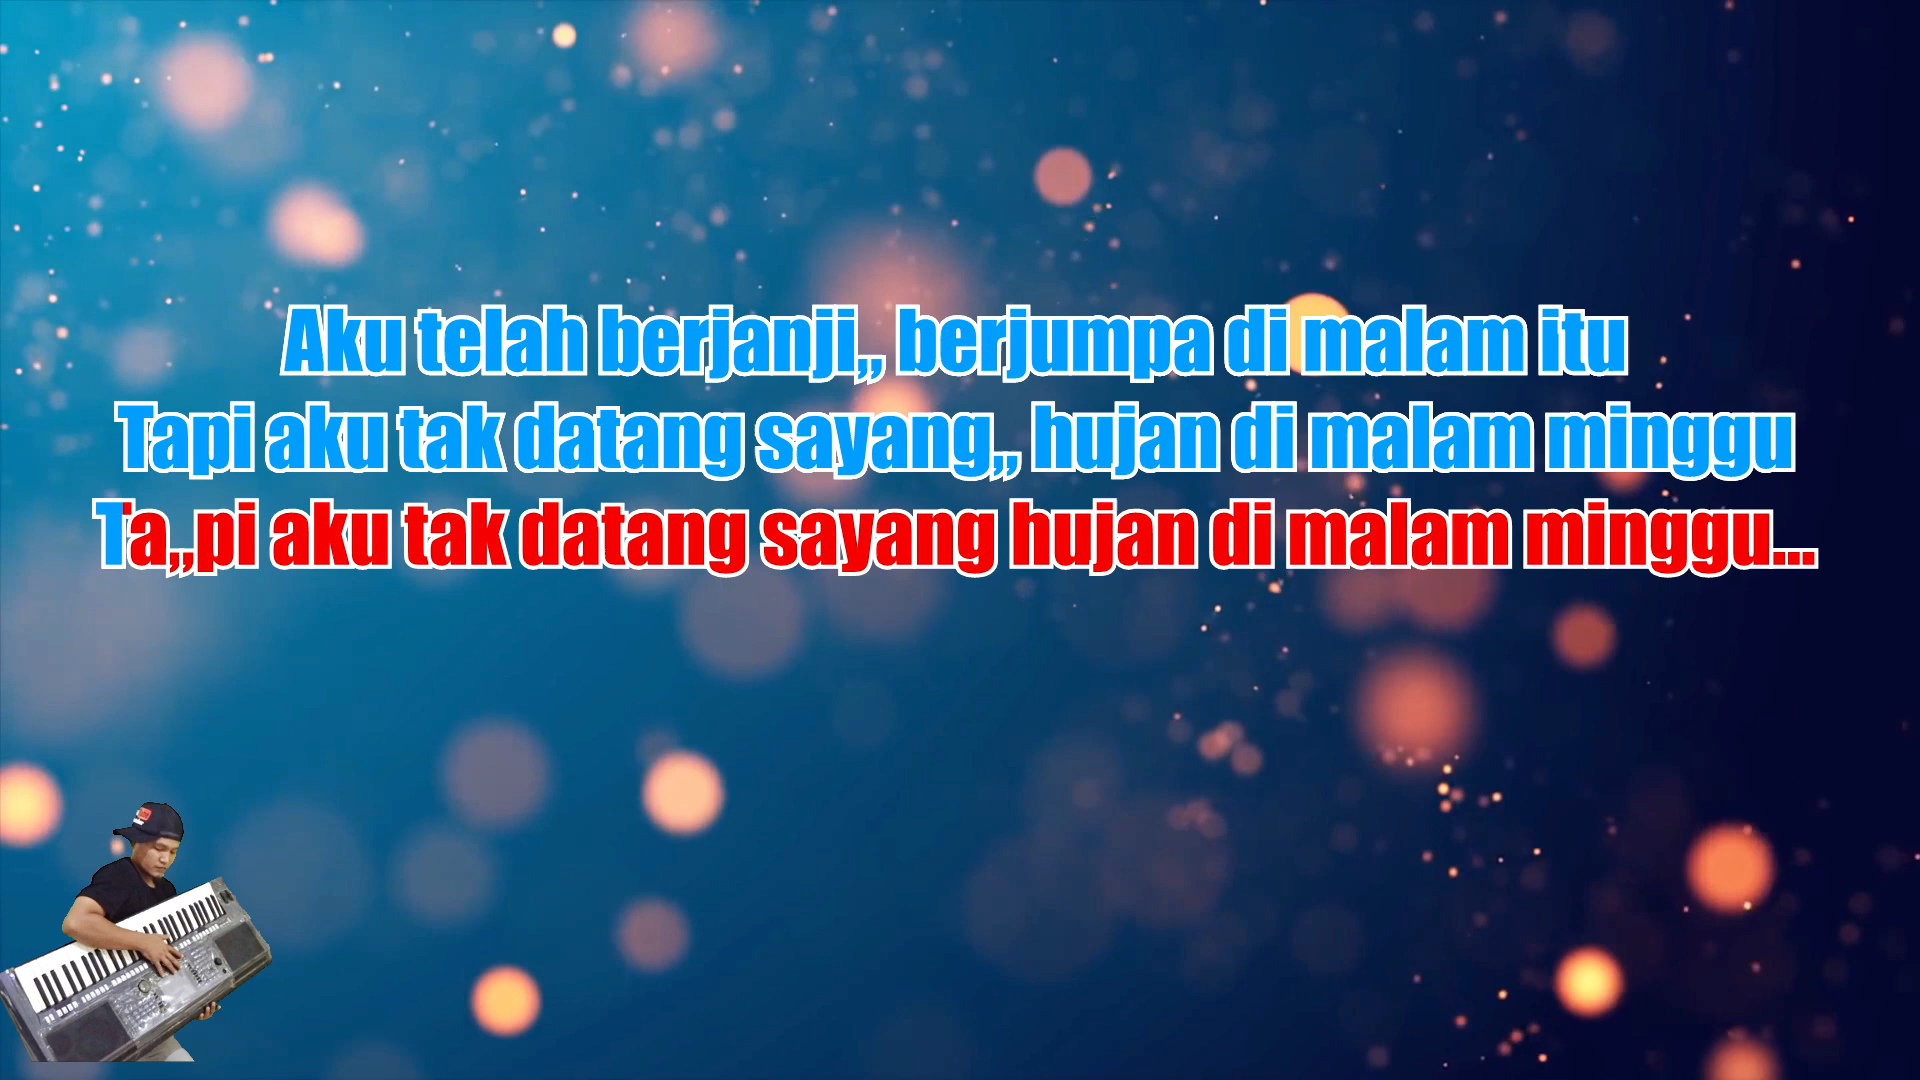 Aku telah berjanji,, berjumpa di malam itu
Tapi aku tak datang sayang,, hujan di malam minggu
Ta,,pi aku tak datang sayang hujan di malam minggu...